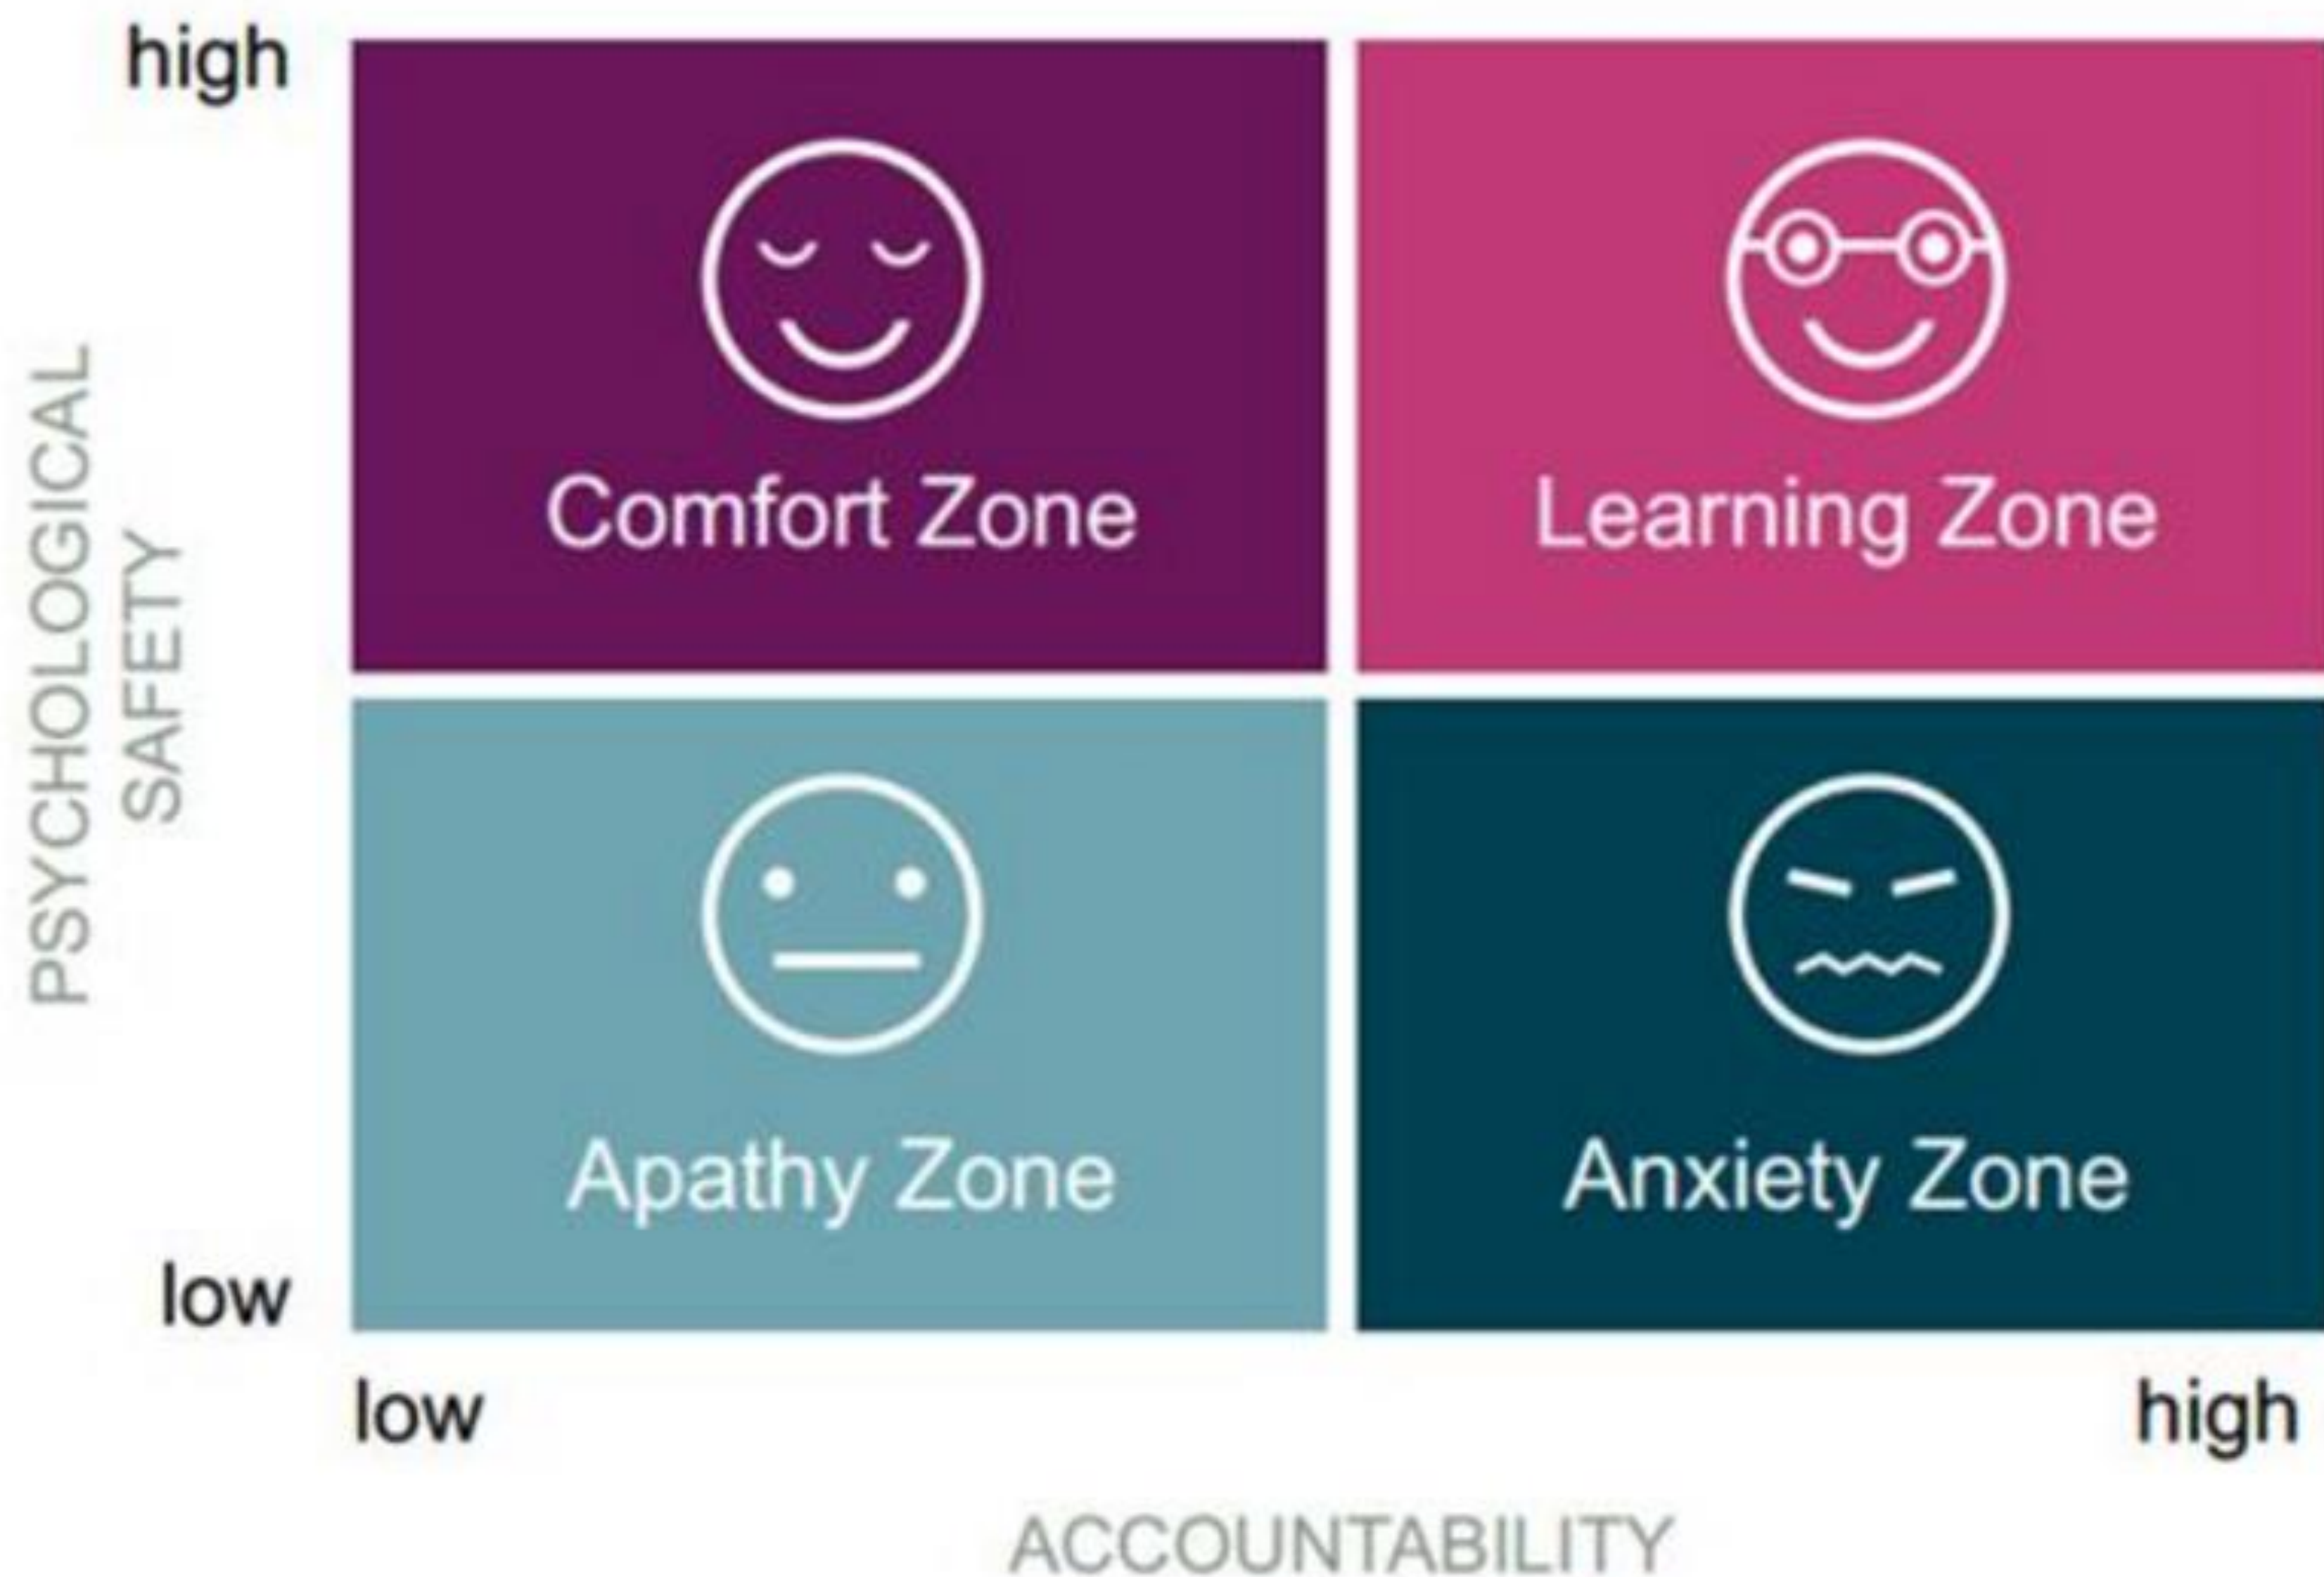 high
Comfort Zone
Learning Zone
PSYCHOLOGICAL
SAFETY
Apathy Zone
Anxiety Zone
low
low
high
ACCOUNTABILITY